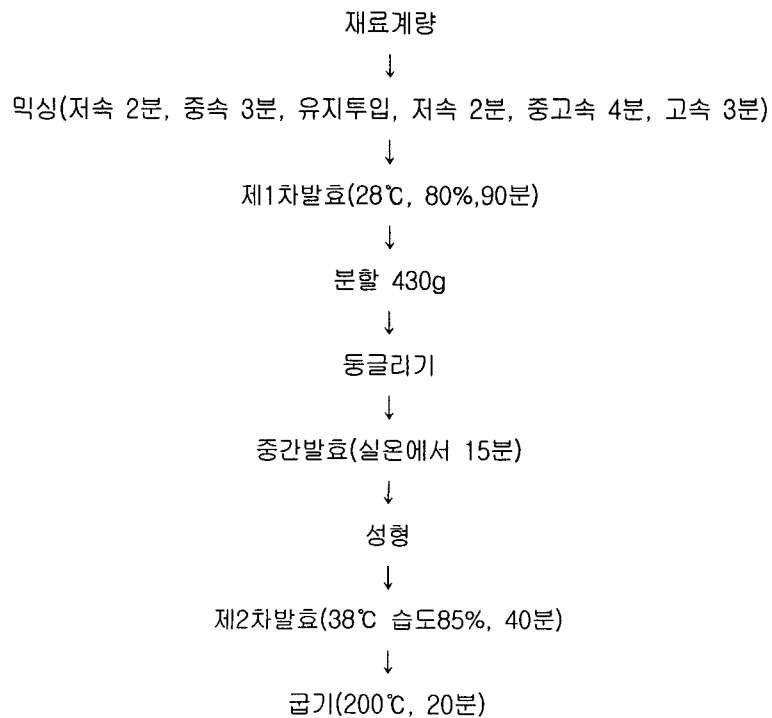 재료계량
↓
믹싱(저속 2분, 중속 3분, 유지투입, 저속 2분, 중고속 4분, 고속 3분)
↓
제1차발효(28℃, 80%,90분)
↓
분할 430g
↓
둥글리기
↓
중간발효(실온에서 15분)
↓
성형
↓
제2차발효(38℃ 습도85%, 40분)
↓
굽기(200℃, 20분)